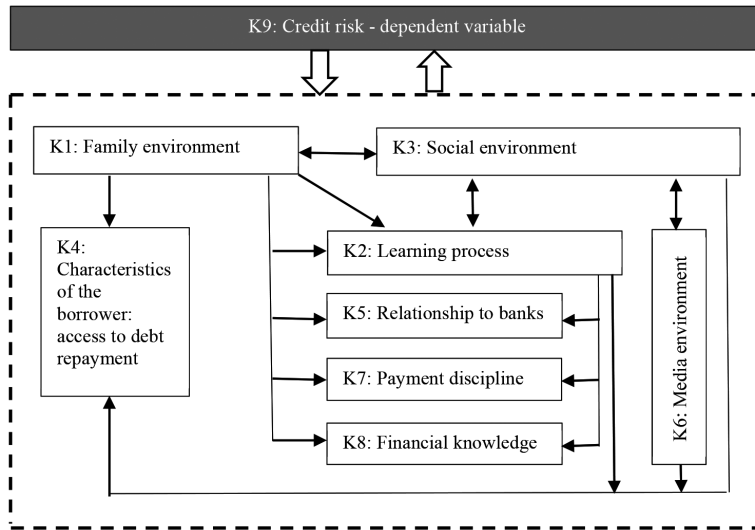 K9: Credit risk - dependent variable
K1: Family environment
K3: Social environment
K4:
Characteristics
of the
borrower:
access to debt
repayment
K2: Learning process
K5: Relationship to banks
K7: Payment discipline
K8: Financial knowledge
K6: Media environment